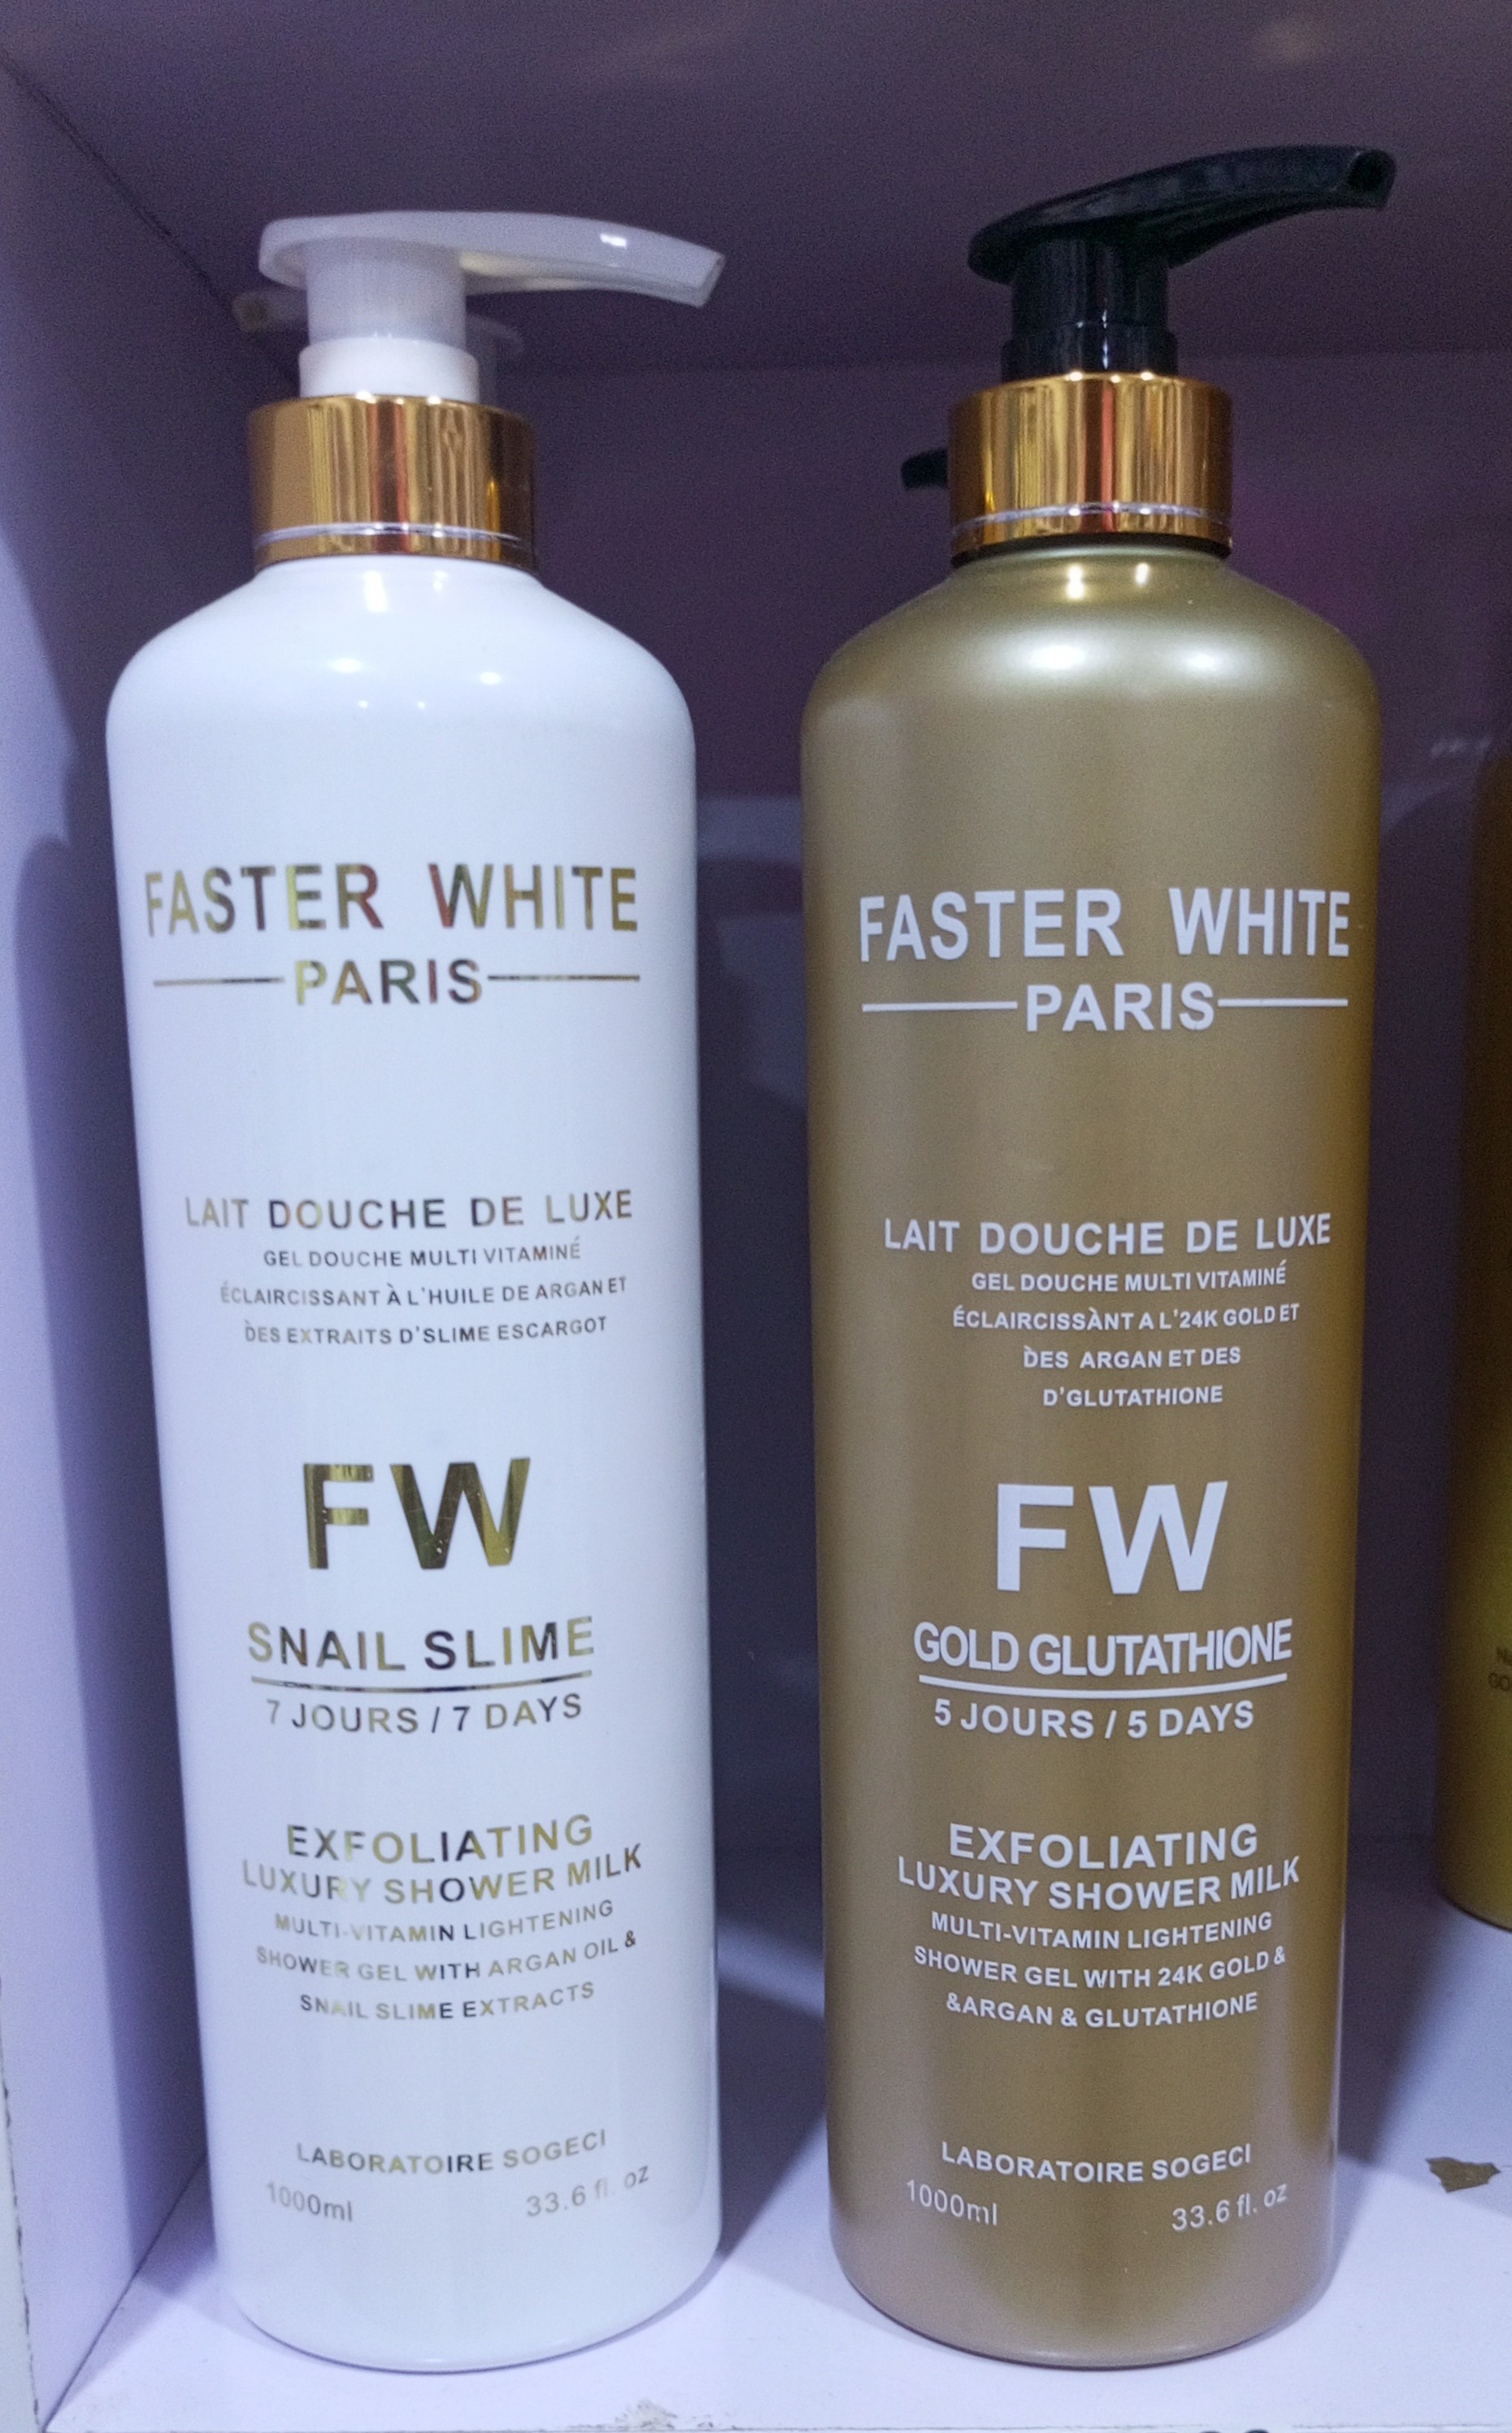 FASTER WHITE
PARIS
LAIT DOUCHE DE LUXE
GEL DOUCHE MULTI VITAMINÉ
ÉCLAIRCISSANT À L'HUILE DE ARGAN ET
DES EXTRAITS D'SLIME ESCARGOT
FW
SNAIL SLIME
7 JOURS / 7 DAYS
EXFOLIATING
LUXURY SHOWER MILK
MULTI-VITAMIN LIGHTENING
SHOWER GEL WITH ARGAN OIL &
SNAIL SLIME EXTRACTS
LABORATOIRE SOGECI
1000ml 33.6 fl. oz
FASTER WHITE
PARIS
LAIT DOUCHE DE LUXE
GEL DOUCHE MULTI VITAMINÉ
ÉCLAIRCISSÀNT A L'24K GOLD ET
DES ARGAN ET DES
D'GLUTATHIONE
FW
GOLD GLUTATHIONE
5 JOURS / 5 DAYS
EXFOLIATING
LUXURY SHOWER MILK
MULTI-VITAMIN LIGHTENING
SHOWER GEL WITH 24K GOLD &
&ARGAN & GLUTATHIONE
LABORATOIRE SOGECI
1000ml 33.6 fl. oz